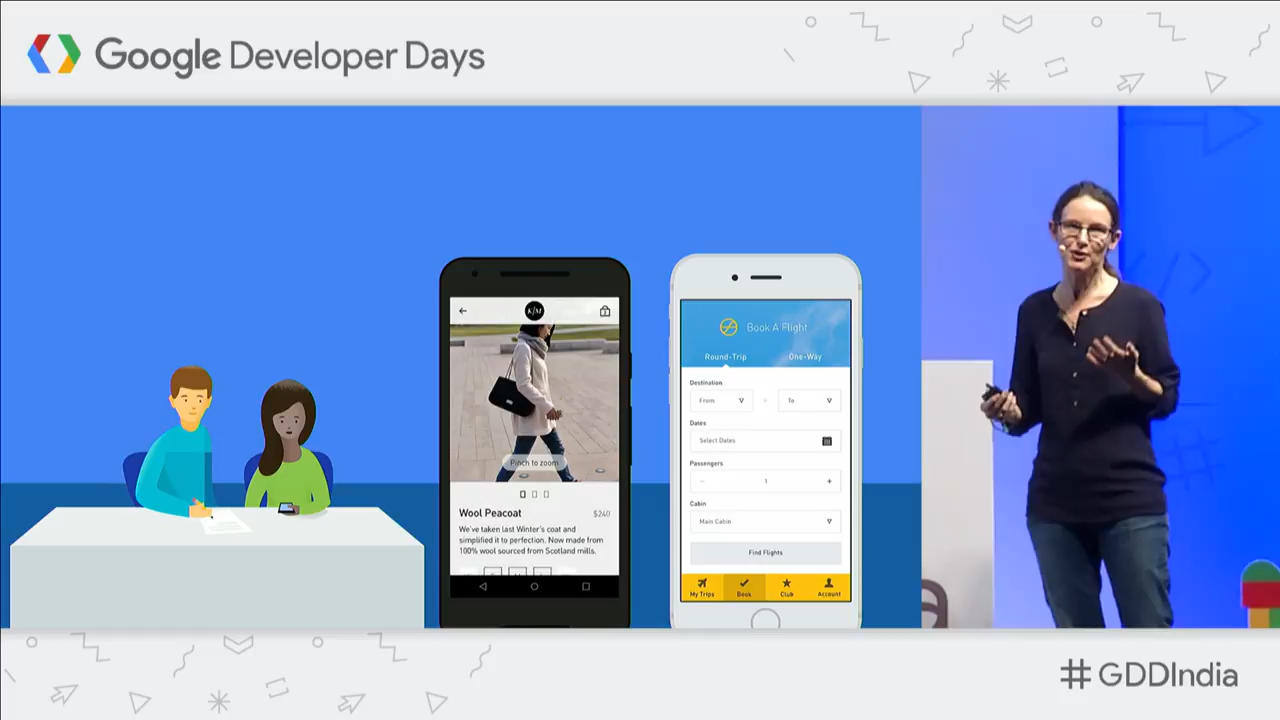 Google Developer Days
K/M
Pinch to zoom
Wool Peacoat
$240
We've taken last Winter's coat and
simplified it to perfection. Now made from
100% wool sourced from Scotland mills.
Book A Flight
Round-Trip
One-Way
Destination
From
To
Dates
Select Dates
Passengers
1
Cabin
Main Cabin
Find Flights
My Trips
Book
Club
Account
#GDDIndia